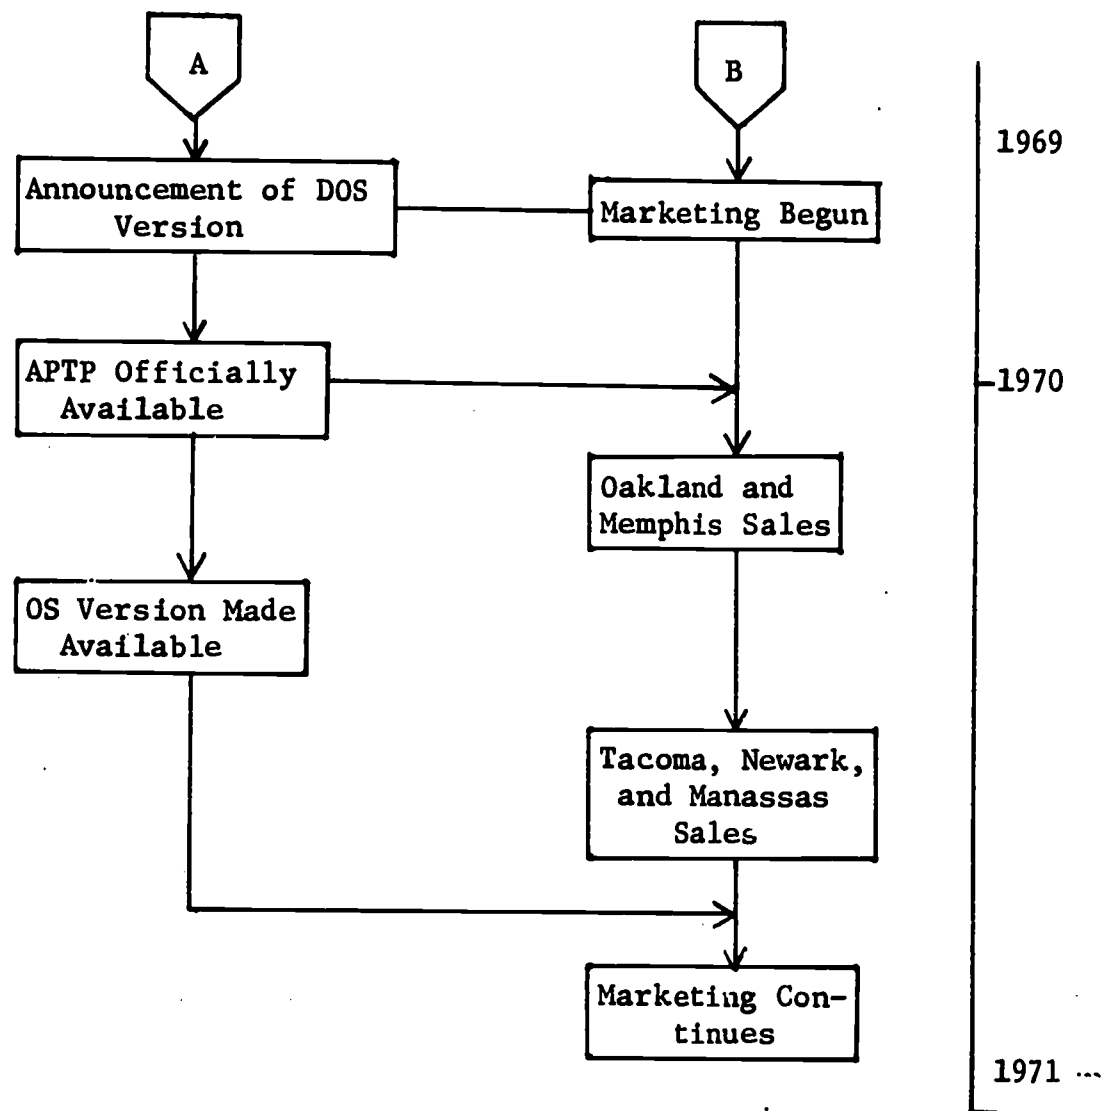 A
B
1969
Announcement of DOS
Version
Marketing Begun
APTP Officially
Available
1970
Oakland and
Memphis Sales
OS Version Made
Available
Tacoma, Newark,
and Manassas
Sales
Marketing Con-
tinues
1971 ...